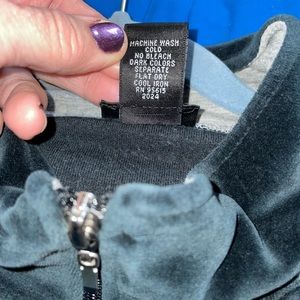 MACHINE WASH
COLD
NO BLEACH
DARK COLORS
SEPARATE
FLAT DRY
COOL IRON
RN 95615
2024